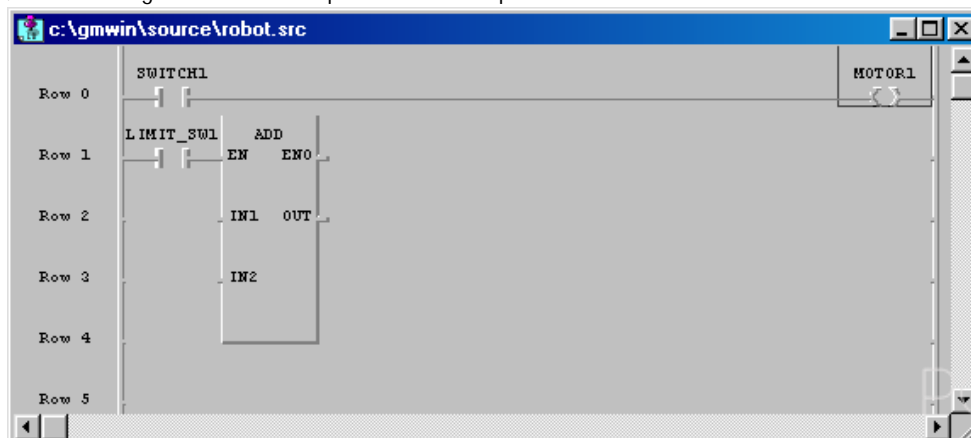 c:\gmwin\source\robot.src
SWITCH1 MOTOR1
Row 0
LIMIT_SW1 ADD
Row 1 EN ENO
Row 2 IN1 OUT
Row 3 IN2
Row 4
Row 5